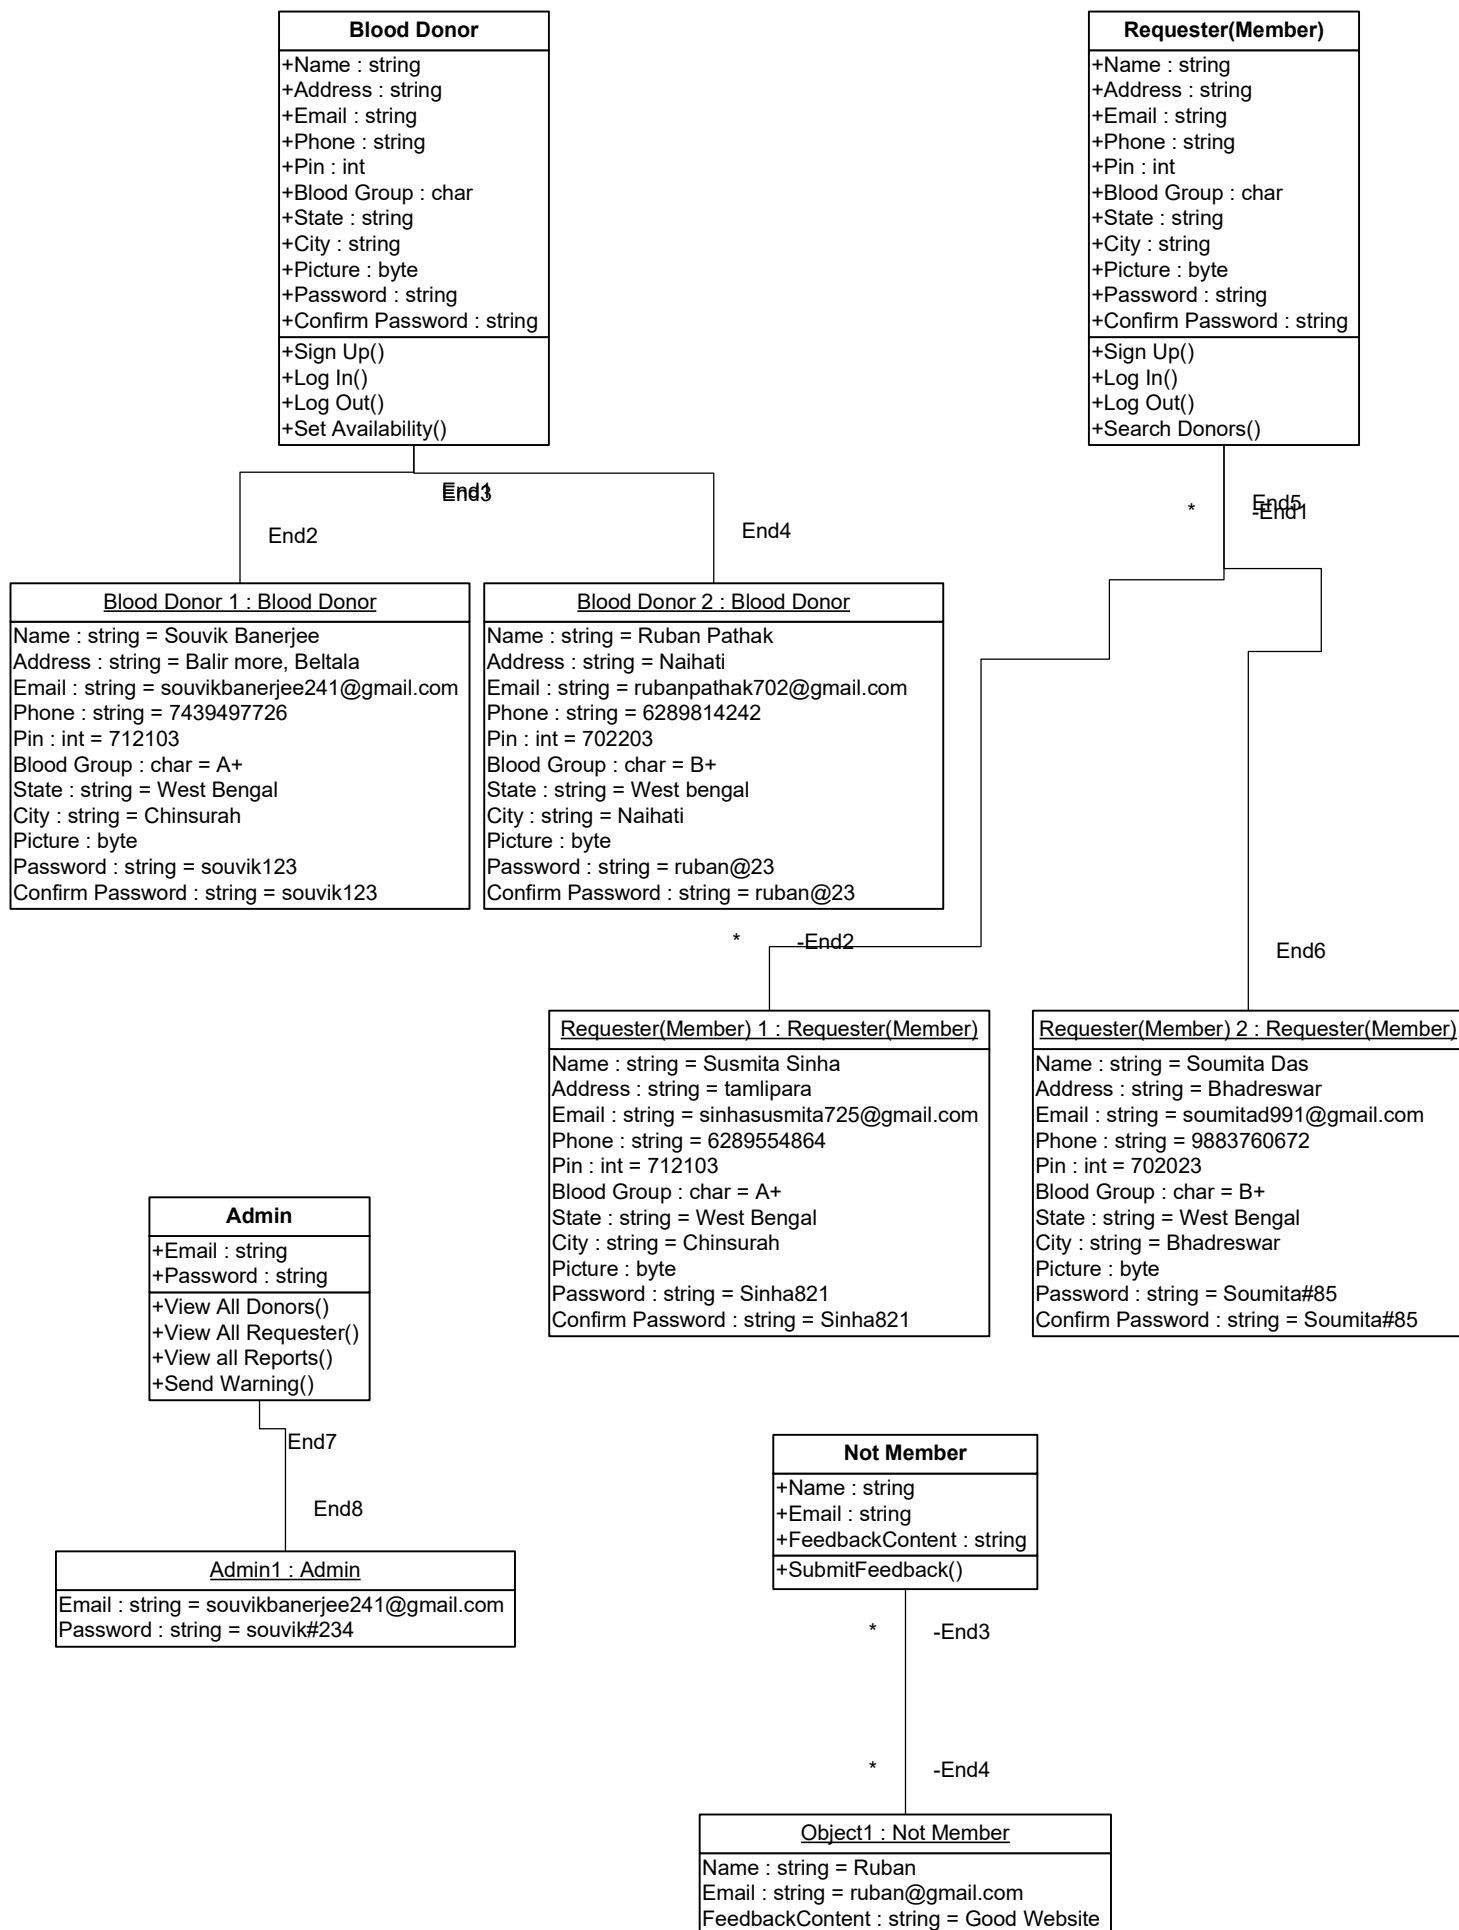 Blood Donor
+Name : string
+Address : string
+Email : string
+Phone : string
+Pin : int
+Blood Group : char
+State : string
+City : string
+Picture : byte
+Password : string
+Confirm Password : string
+Sign Up()
+Log In()
+Log Out()
+Set Availability()
Requester(Member)
+Name : string
+Address : string
+Email : string
+Phone : string
+Pin : int
+Blood Group : char
+State : string
+City : string
+Picture : byte
+Password : string
+Confirm Password : string
+Sign Up()
+Log In()
+Log Out()
+Search Donors()
End1
End3
End2
End4
*
End5
-End1
Blood Donor 1 : Blood Donor
Name : string = Souvik Banerjee
Address : string = Balir more, Beltala
Email : string = souvikbanerjee241@gmail.com
Phone : string = 7439497726
Pin : int = 712103
Blood Group : char = A+
State : string = West Bengal
City : string = Chinsurah
Picture : byte
Password : string = souvik123
Confirm Password : string = souvik123
Blood Donor 2 : Blood Donor
Name : string = Ruban Pathak
Address : string = Naihati
Email : string = rubanpathak702@gmail.com
Phone : string = 6289814242
Pin : int = 702203
Blood Group : char = B+
State : string = West bengal
City : string = Naihati
Picture : byte
Password : string = ruban@23
Confirm Password : string = ruban@23
*
-End2
End6
Requester(Member) 1 : Requester(Member)
Name : string = Susmita Sinha
Address : string = tamlipara
Email : string = sinhasusmita725@gmail.com
Phone : string = 6289554864
Pin : int = 712103
Blood Group : char = A+
State : string = West Bengal
City : string = Chinsurah
Picture : byte
Password : string = Sinha821
Confirm Password : string = Sinha821
Requester(Member) 2 : Requester(Member)
Name : string = Soumita Das
Address : string = Bhadreswar
Email : string = soumitad991@gmail.com
Phone : string = 9883760672
Pin : int = 702023
Blood Group : char = B+
State : string = West Bengal
City : string = Bhadreswar
Picture : byte
Password : string = Soumita#85
Confirm Password : string = Soumita#85
Admin
+Email : string
+Password : string
+View All Donors()
+View All Requester()
+View all Reports()
+Send Warning()
End7
End8
Admin1 : Admin
Email : string = souvikbanerjee241@gmail.com
Password : string = souvik#234
Not Member
+Name : string
+Email : string
+FeedbackContent : string
+SubmitFeedback()
*
-End3
*
-End4
Object1 : Not Member
Name : string = Ruban
Email : string = ruban@gmail.com
FeedbackContent : string = Good Website